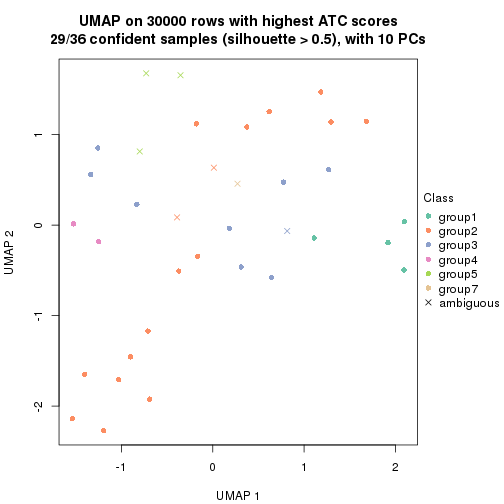 UMAP on 30000 rows with highest ATC scores
29/36 confident samples (silhouette > 0.5), with 10 PCs
UMAP 2
1
0
-1
-2
-1
0
1
2
UMAP 1
Class
group1
group2
group3
group4
group5
group7
ambiguous